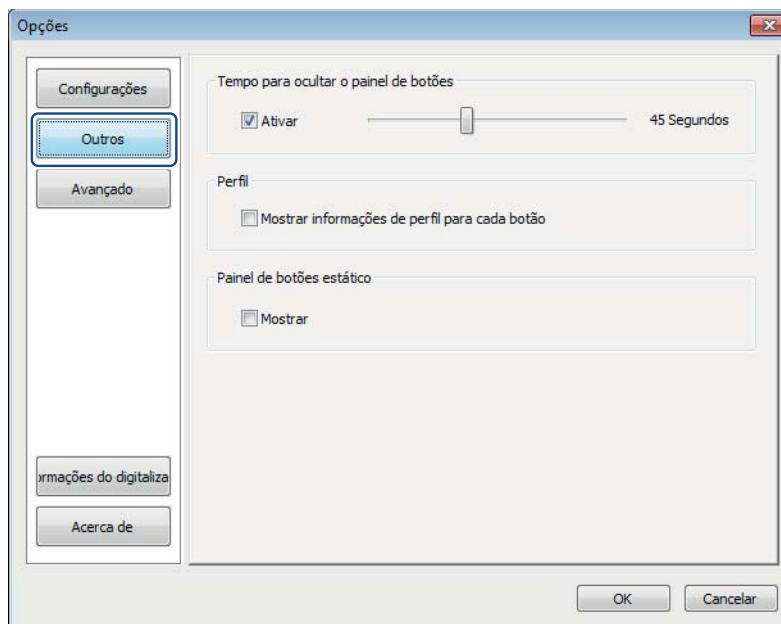 Opções
Configurações
Outros
Avançado
ormações do digitaliza
Acerca de
Tempo para ocultar o painel de botões
Ativar 45 Segundos
Perfil
Mostrar informações de perfil para cada botão
Painel de botões estático
Mostrar
OK Cancelar